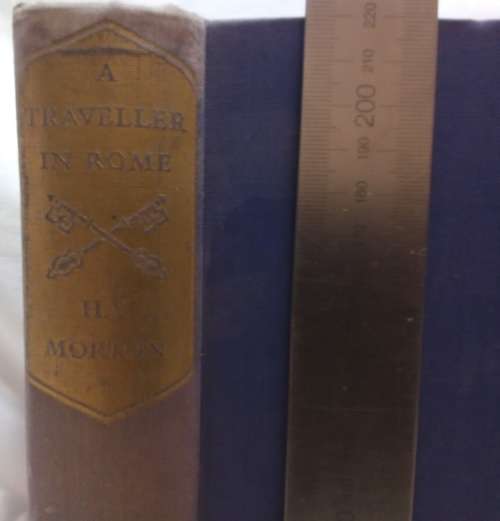 A
TRAVELLER
IN ROME
H.V.
MORTON
220
210
200
190
180